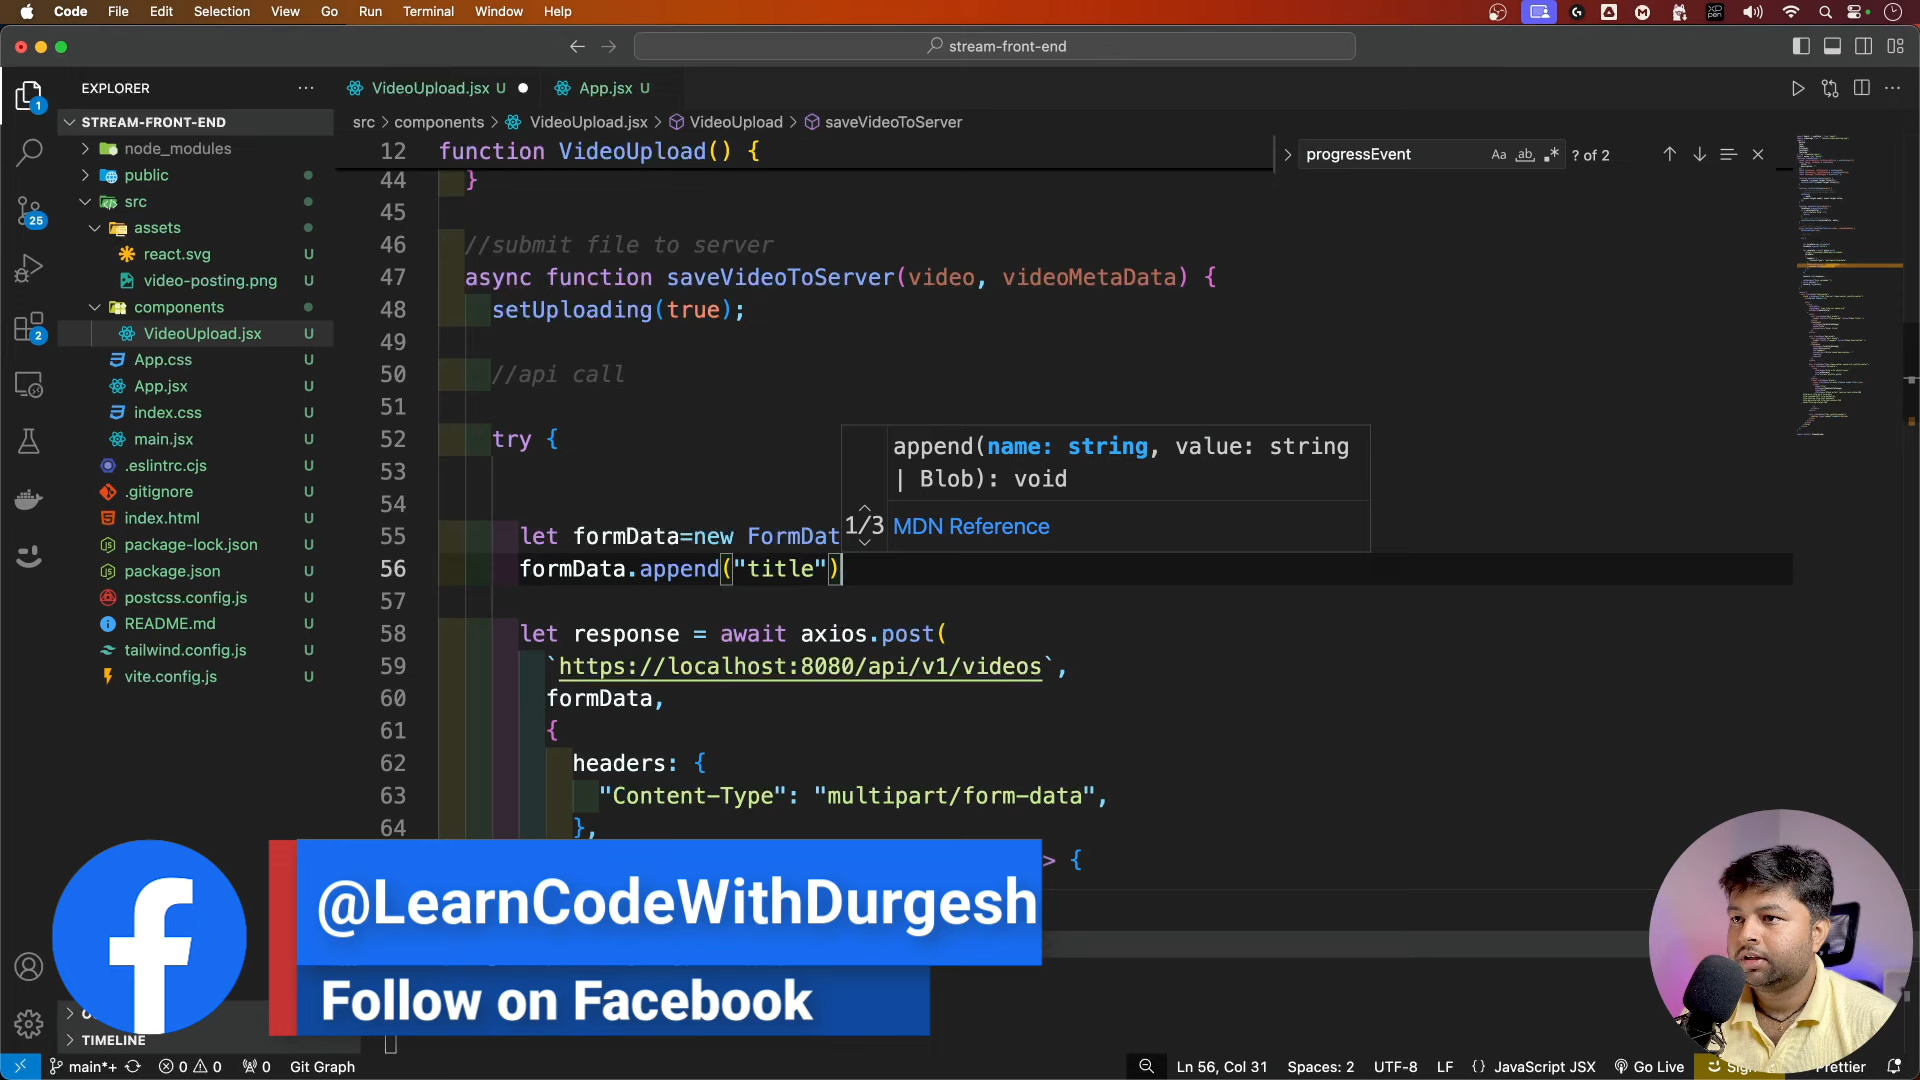 Code File Edit Selection View Go Run Terminal Window Help
stream-front-end
EXPLORER
VideoUpload.jsx U
App.jsx U
STREAM-FRONT-END
src > components > VideoUpload.jsx > VideoUpload > saveVideoToServer
node_modules
public
src
assets
react.svg U
video-posting.png U
components
VideoUpload.jsx U
App.css U
App.jsx U
index.css U
main.jsx U
.eslintrc.cjs U
.gitignore U
index.html U
package-lock.json U
package.json U
postcss.config.js U
README.md U
tailwind.config.js U
vite.config.js U
TIMELINE
1
25
2
progressEvent
Aa ab ? of 2
12 function VideoUpload() {
44 }
45
46 //submit file to server
47 async function saveVideoToServer(video, videoMetaData) {
48 setUploading(true);
49
50 //api call
51
52 try {
53
54
55 let formData=new FormDat
56 formData.append("title")
57
58 let response = await axios.post(
59 `https://localhost:8080/api/v1/videos`,
60 formData,
61 {
62 headers: {
63 "Content-Type": "multipart/form-data",
64 },
> {
append(name: string, value: string
| Blob): void
1/3 MDN Reference
@LearnCodeWithDurgesh
Follow on Facebook
main*+ 0 0 0 Git Graph
Ln 56, Col 31 Spaces: 2 UTF-8 LF {} JavaScript JSX Go Live Prettier